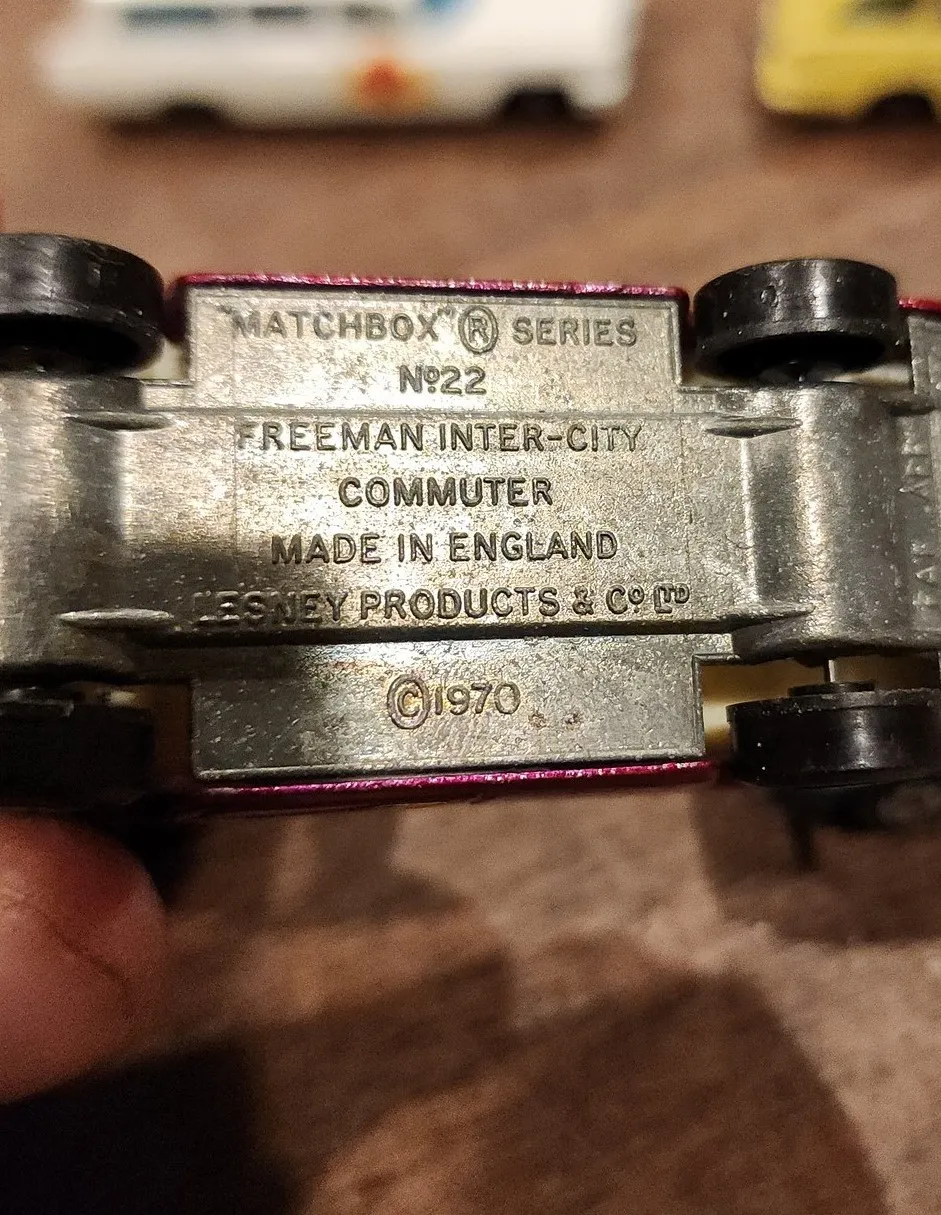 "MATCHBOX" ® SERIES
Nº22
FREEMAN INTER-CITY
COMMUTER
MADE IN ENGLAND
LESNEY PRODUCTS & Cº LTD
©1970